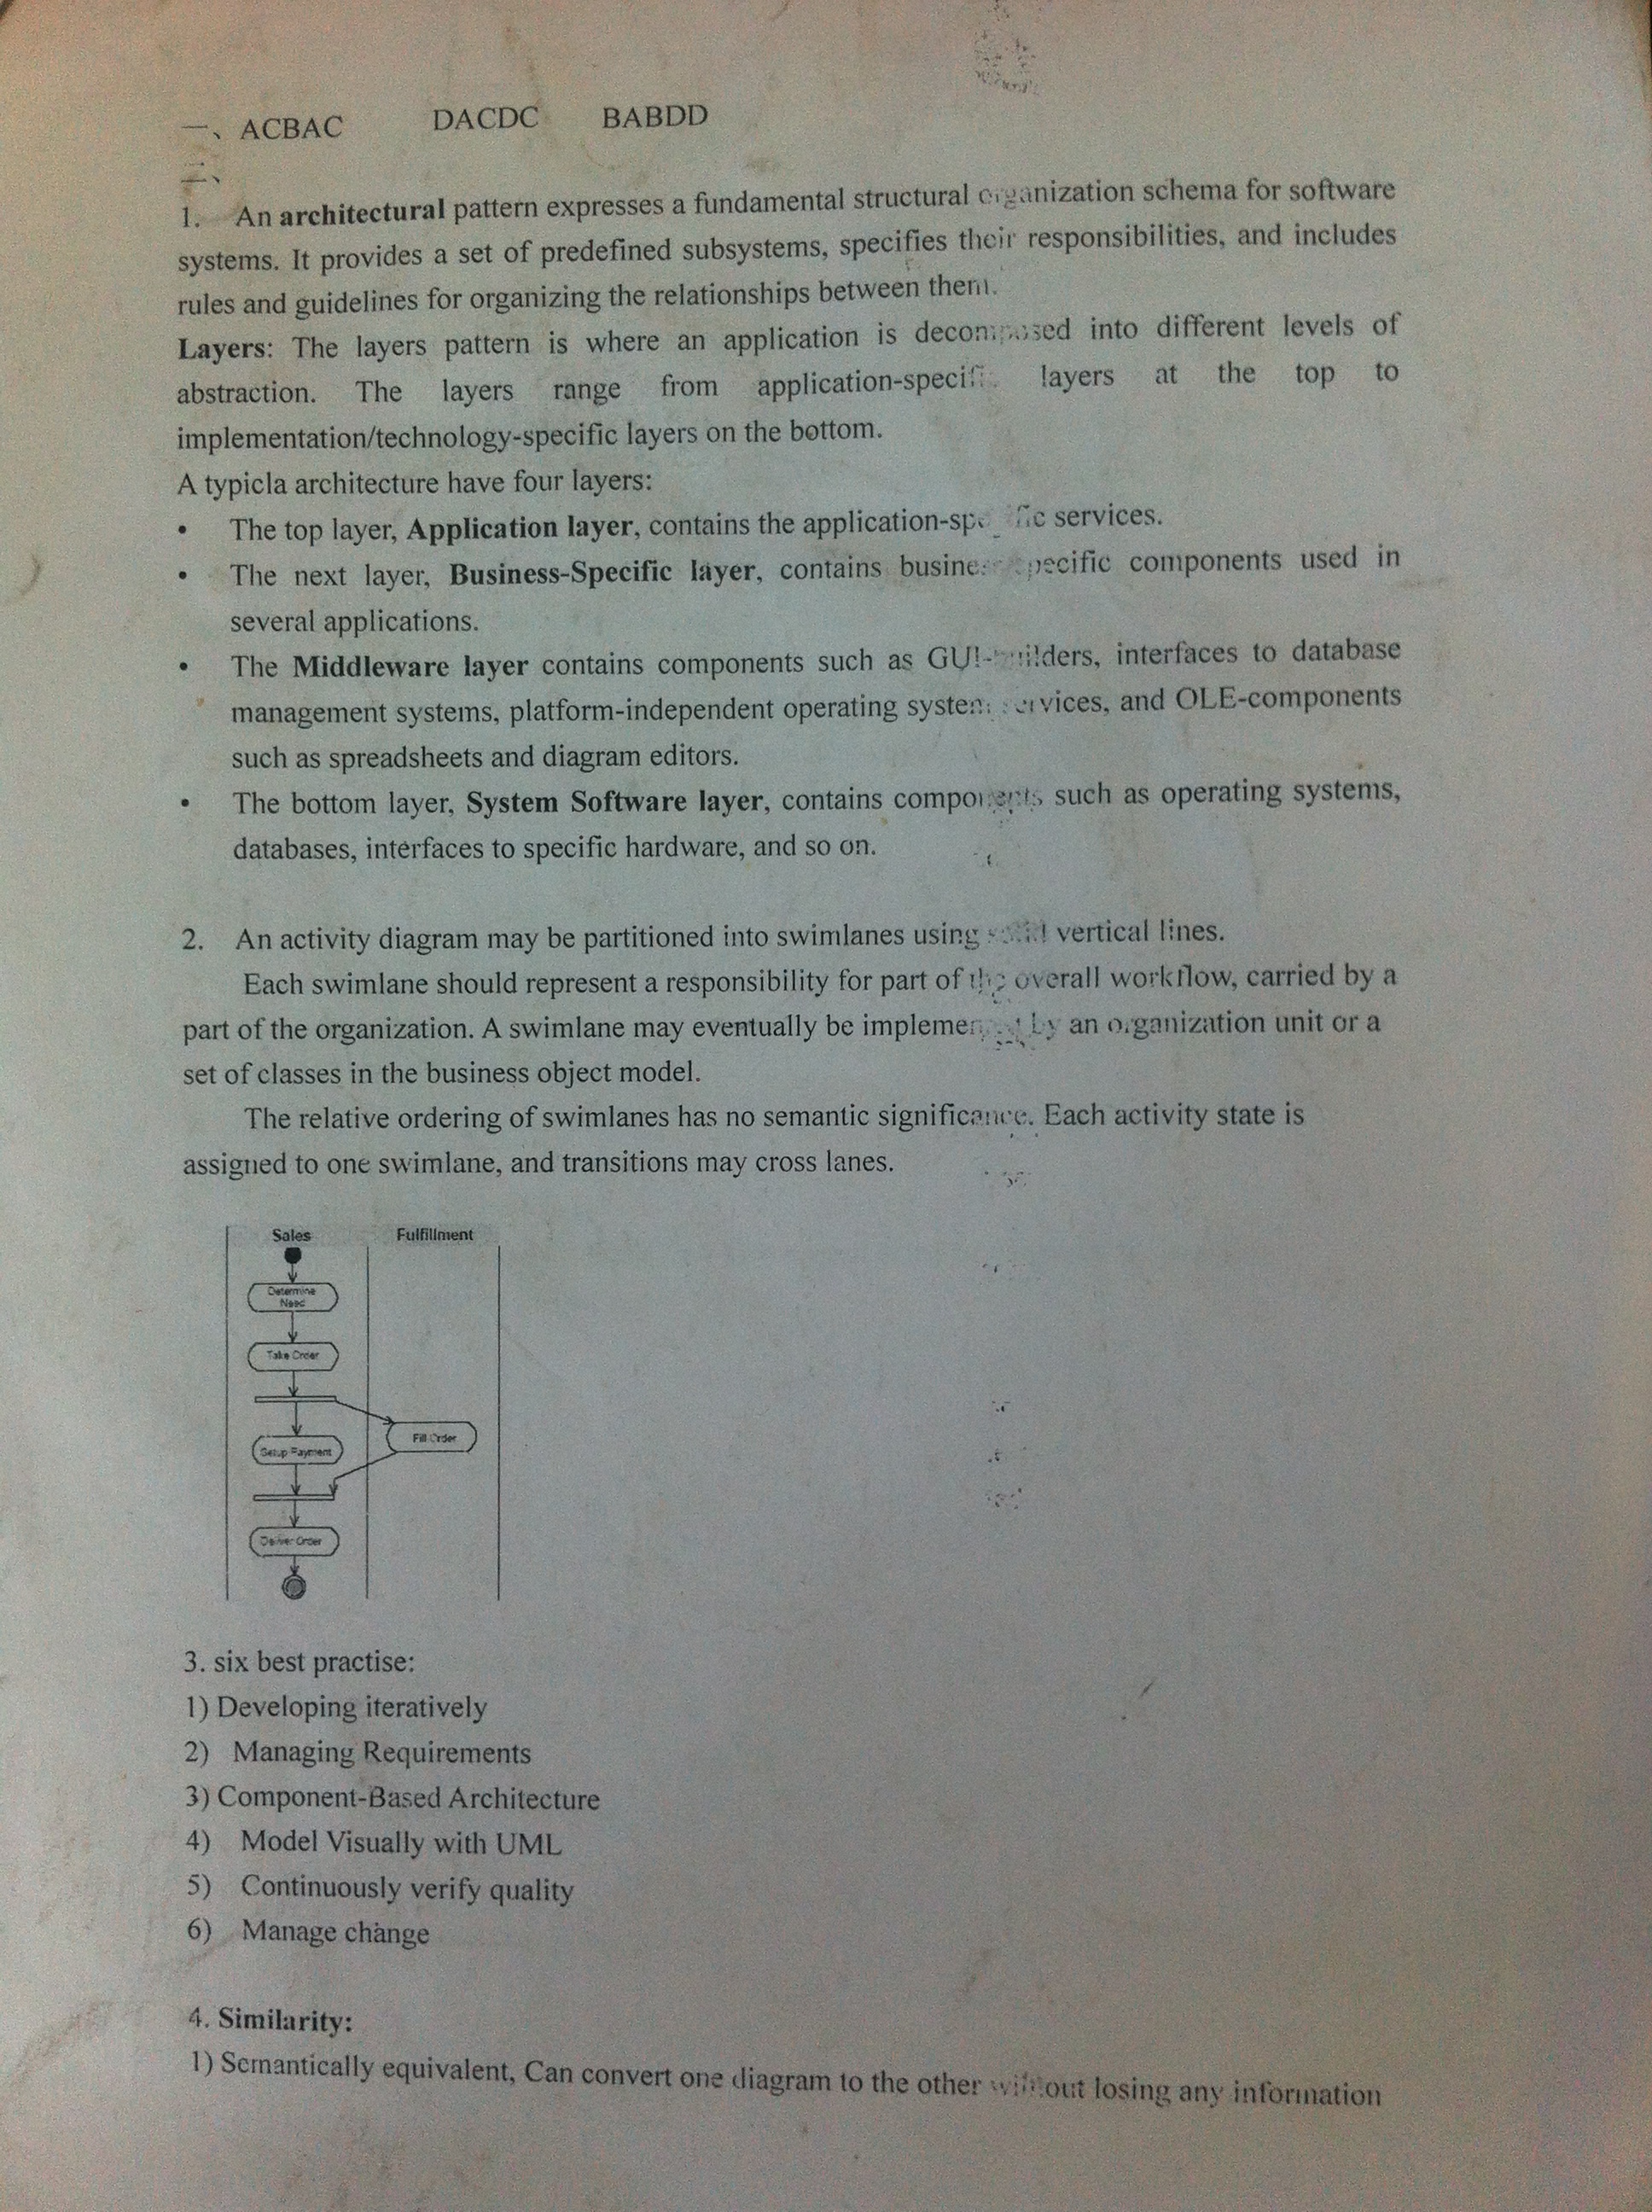 一、ACBAC DACDC BABDD
二、
1. An architectural pattern expresses a fundamental structural organization schema for software
systems. It provides a set of predefined subsystems, specifies their responsibilities, and includes
rules and guidelines for organizing the relationships between them.
Layers: The layers pattern is where an application is decomposed into different levels of
abstraction. The layers range from application-specific layers at the top to
implementation/technology-specific layers on the bottom.
A typicla architecture have four layers:
• The top layer, Application layer, contains the application-specific services.
• The next layer, Business-Specific layer, contains business specific components used in
several applications.
• The Middleware layer contains components such as GUI-builders, interfaces to database
management systems, platform-independent operating system services, and OLE-components
such as spreadsheets and diagram editors.
• The bottom layer, System Software layer, contains components such as operating systems,
databases, interfaces to specific hardware, and so on.
2. An activity diagram may be partitioned into swimlanes using solid vertical lines.
Each swimlane should represent a responsibility for part of the overall workflow, carried by a
part of the organization. A swimlane may eventually be implemented by an organization unit or a
set of classes in the business object model.
The relative ordering of swimlanes has no semantic significance. Each activity state is
assigned to one swimlane, and transitions may cross lanes.
Sales Fulfillment
Determine
Need
Take Order
Fill Order
Setup Payment
Deliver Order
3. six best practise:
1) Developing iteratively
2) Managing Requirements
3) Component-Based Architecture
4) Model Visually with UML
5) Continuously verify quality
6) Manage change
4. Similarity:
1) Semantically equivalent, Can convert one diagram to the other without losing any information